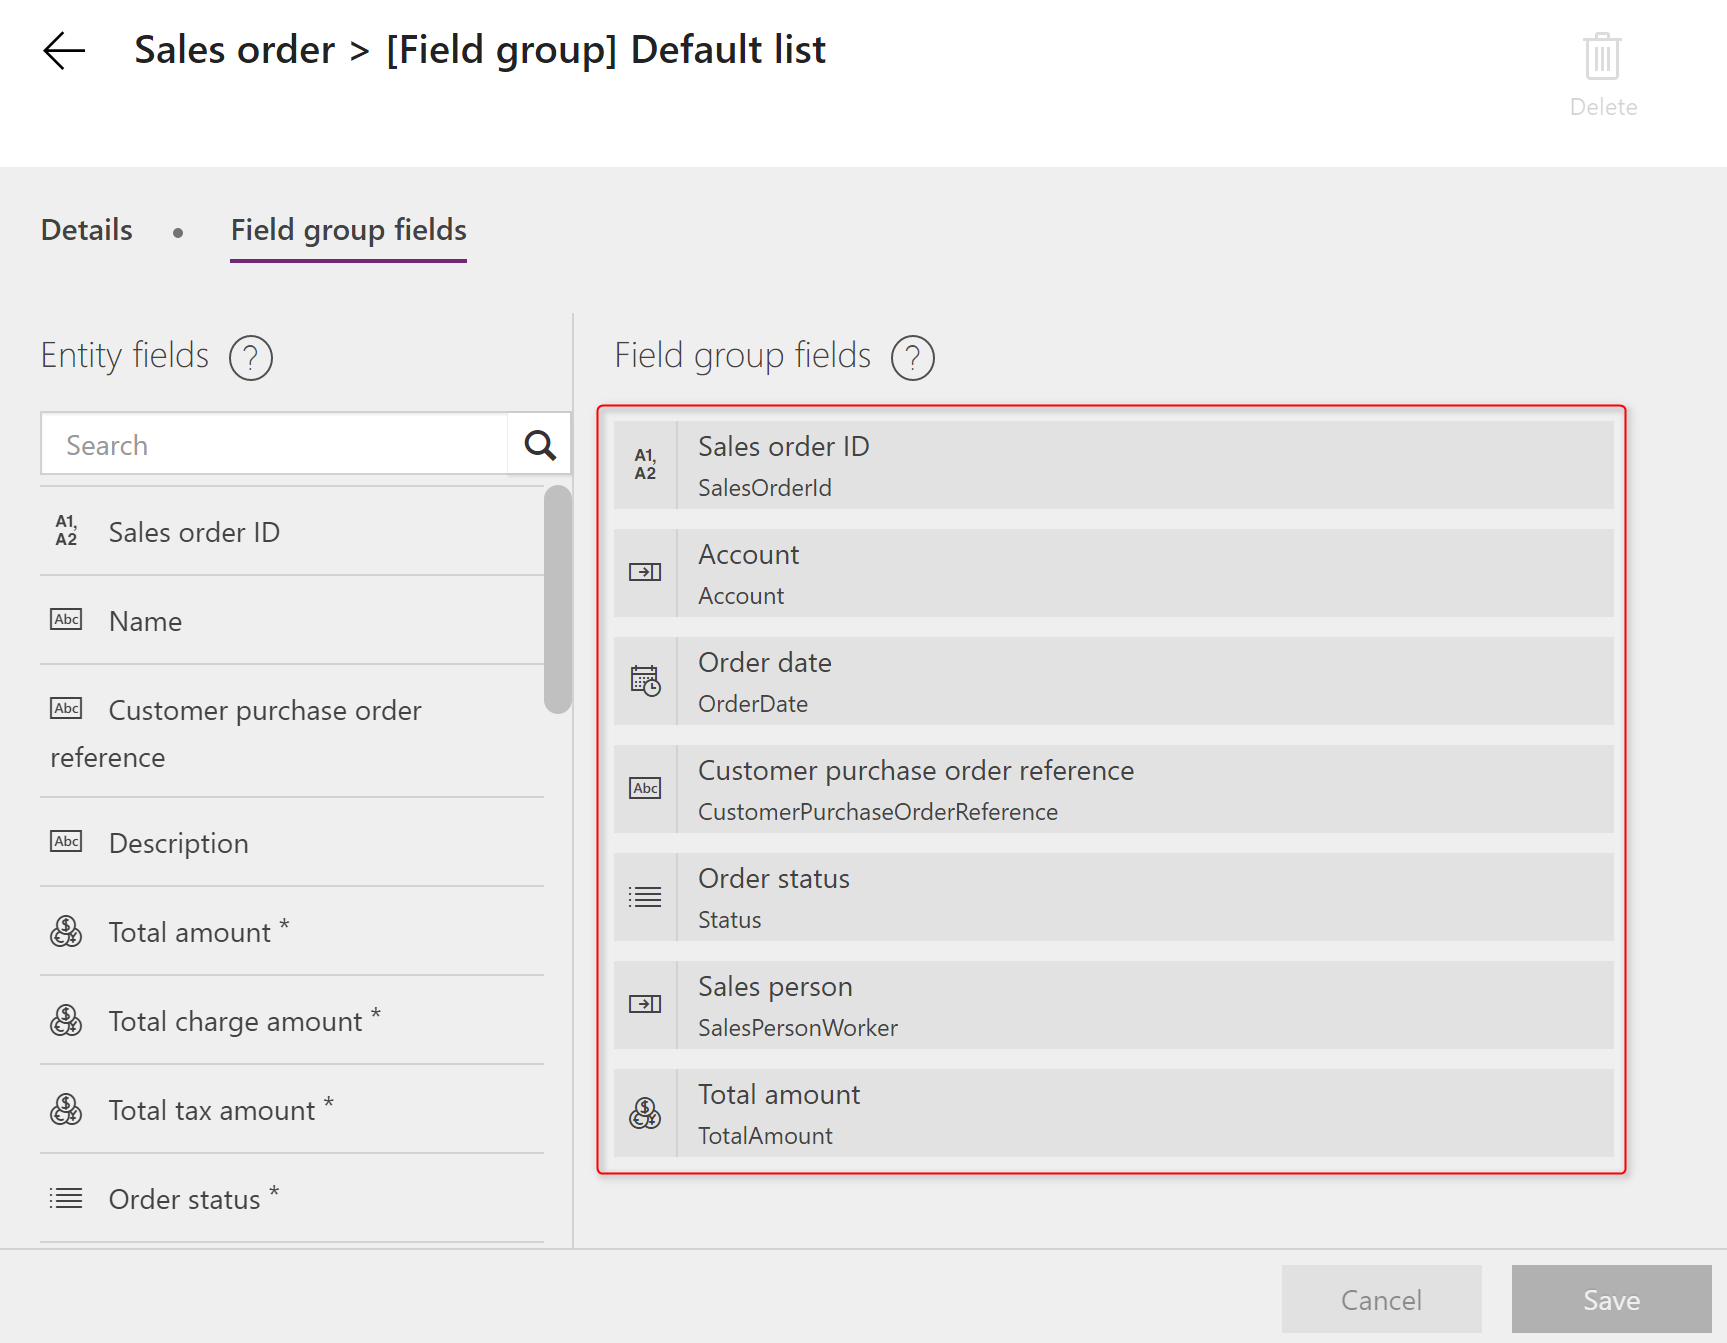 Sales order > [Field group] Default list
Delete
Details • Field group fields
Entity fields ?
Search
A1, A2 Sales order ID
Abc Name
Abc Customer purchase order
reference
Abc Description
Total amount *
Total charge amount *
Total tax amount *
Order status *
Field group fields ?
A1, A2
Sales order ID
SalesOrderId
Account
Account
Order date
OrderDate
Abc
Customer purchase order reference
CustomerPurchaseOrderReference
Order status
Status
Sales person
SalesPersonWorker
Total amount
TotalAmount
Cancel
Save